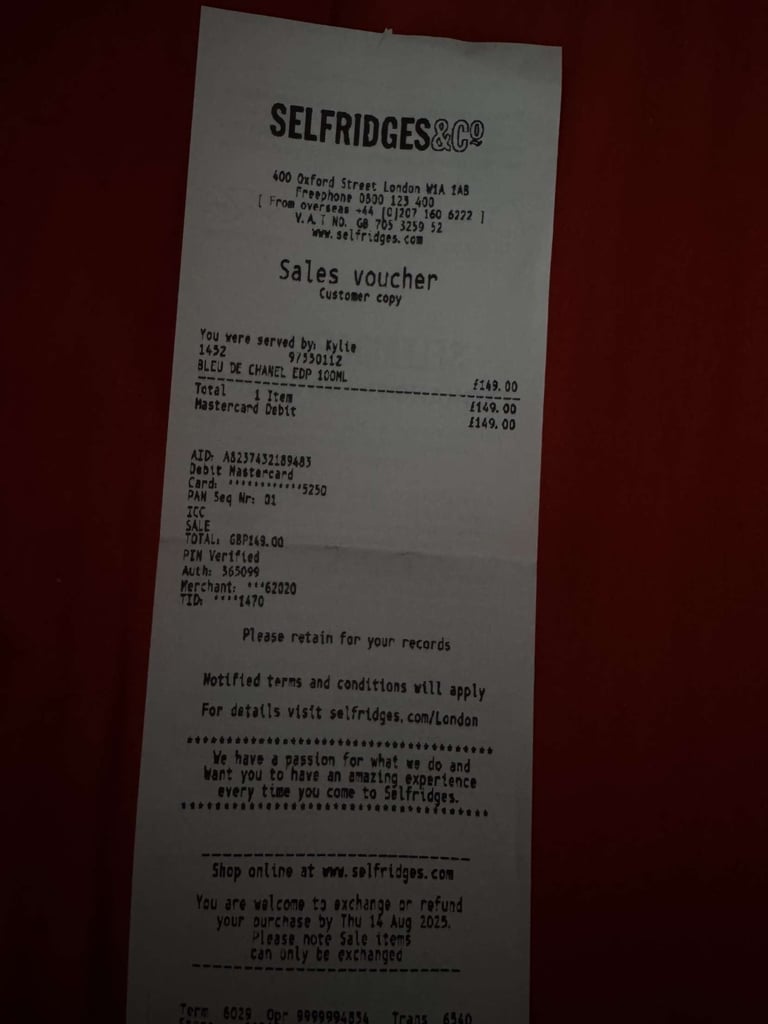 SELFRIDGES&Cº
400 Oxford Street London W1A 1AB
Freephone 0800 123 400
[ From overseas +44 (0)207 160 6222 ]
V.A.T NO. GB 705 3259 52
www.selfridges.com
Sales voucher
Customer copy
You were served by: Kylie
1452 9/550112
BLEU DE CHANEL EDP 100ML £149.00
Total 1 Item £149.00
Mastercard Debit £149.00
AID: A8237432189483
Debit Mastercard
Card: ************5250
PAN Seq Nr: 01
ICC
SALE
TOTAL: GBP149.00
PIN Verified
Auth: 365099
Merchant: ***62020
TID: ****1470
Please retain for your records
Notified terms and conditions will apply
For details visit selfridges.com/London
****************************************
We have a passion for what we do and
Want you to have an amazing experience
every time you come to Selfridges.
****************************************
Shop online at www.selfridges.com
You are welcome to exchange or refund
your purchase by Thu 14 Aug 2025.
Please note Sale items
can only be exchanged
Term 6029 Opr 9999994834 Trans 6540